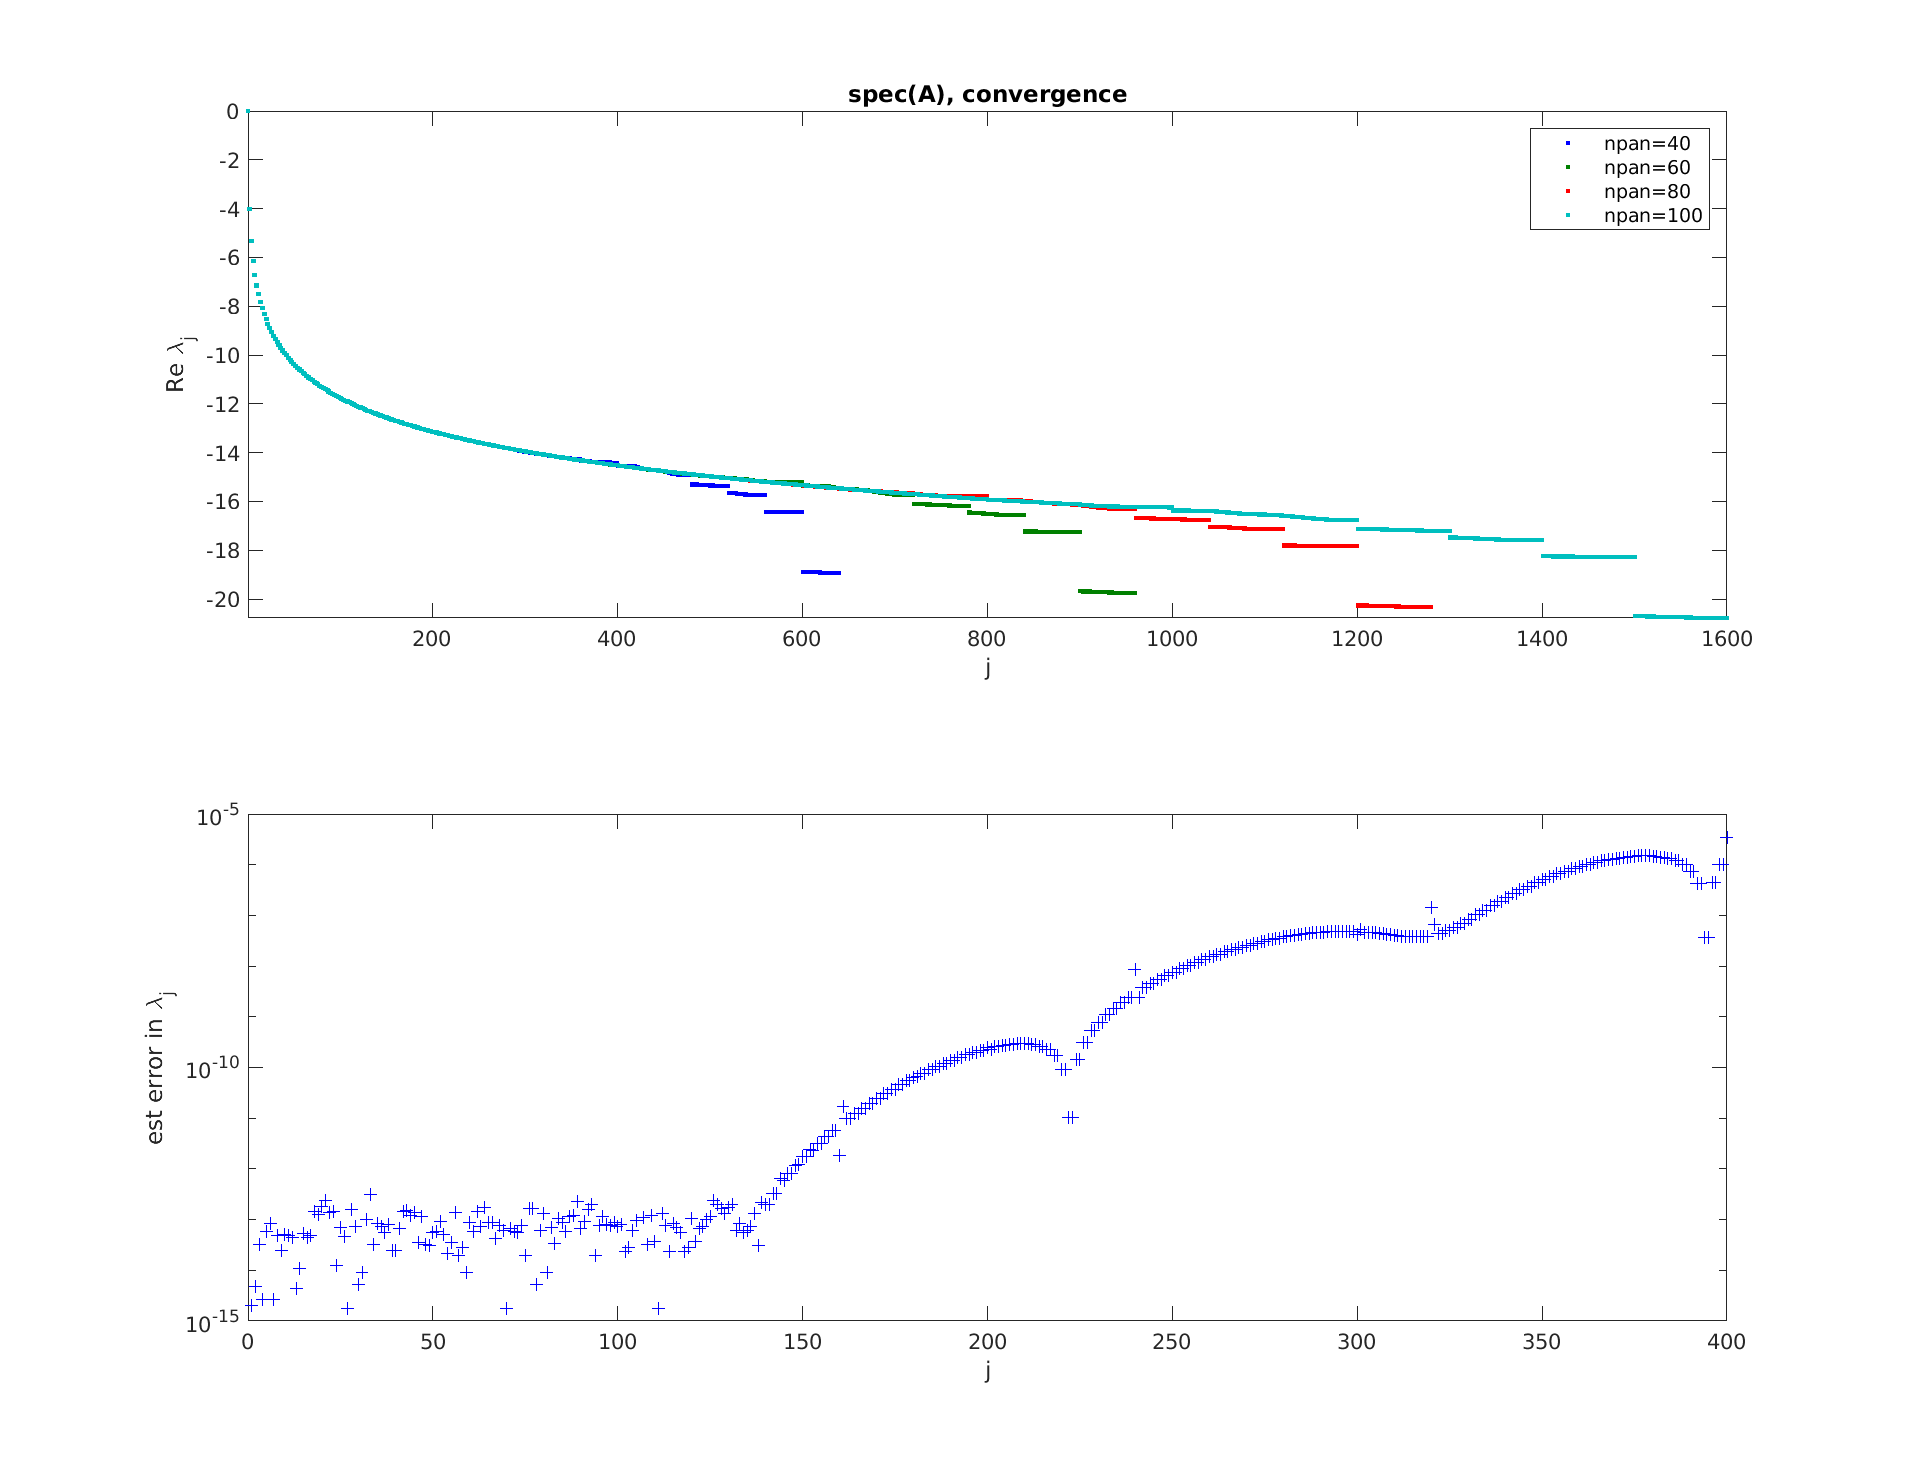 spec(A), convergence
0
-2
-4
-6
-8
-10
-12
-14
-16
-18
-20
Re λj
npan=40
npan=60
npan=80
npan=100
200 400 600 800 1000 1200 1400 1600
j
10-5
10-10
10-15
est error in λj
0 50 100 150 200 250 300 350 400
j